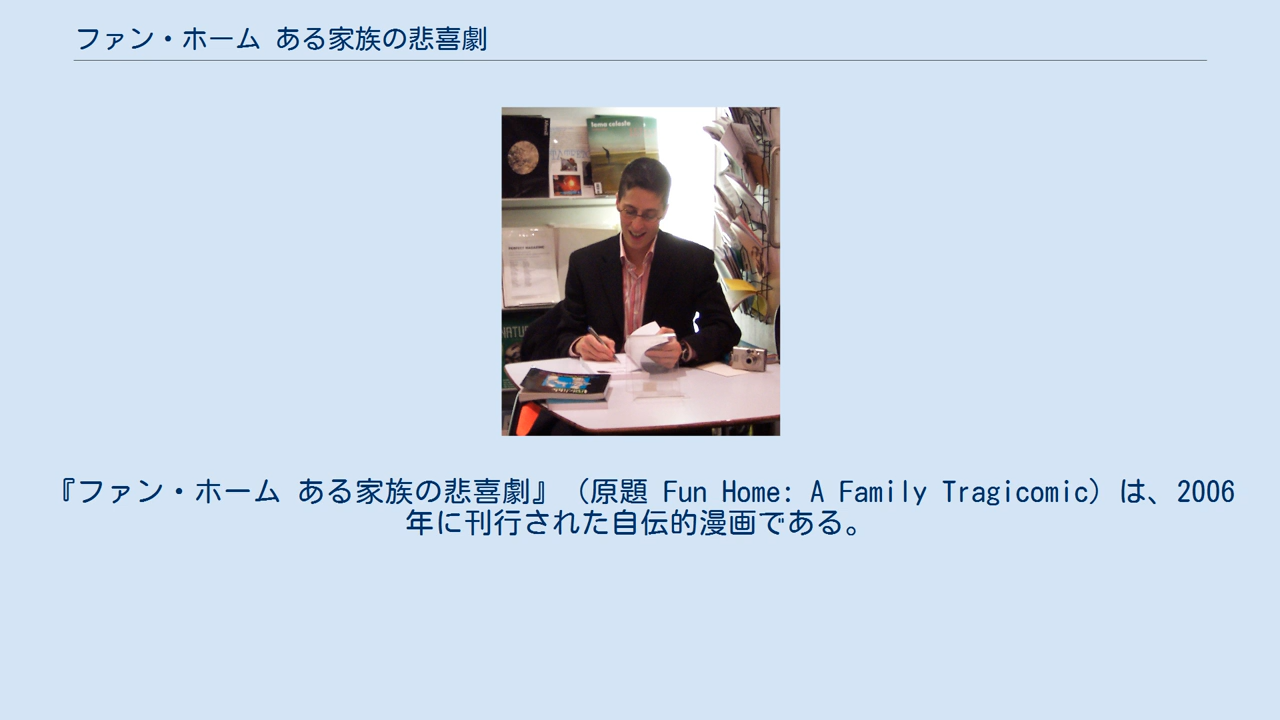 ファン・ホーム ある家族の悲喜劇
tema celeste
『ファン・ホーム ある家族の悲喜劇』（原題 Fun Home: A Family Tragicomic）は、2006
年に刊行された自伝的漫画である。